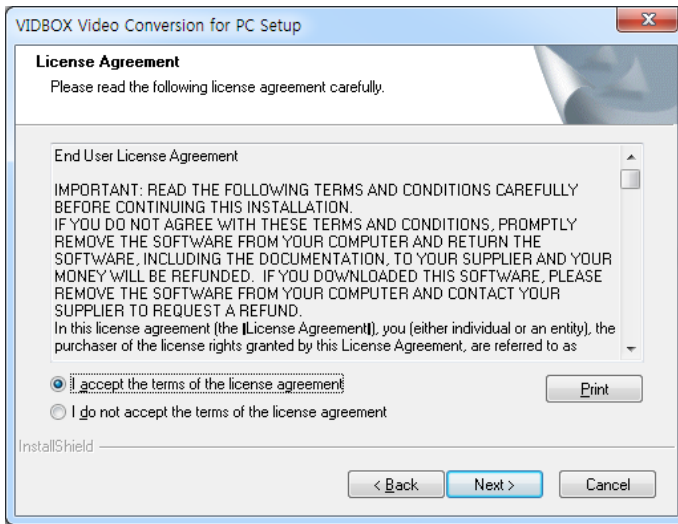 VIDBOX Video Conversion for PC Setup
License Agreement
Please read the following license agreement carefully.
End User License Agreement
IMPORTANT: READ THE FOLLOWING TERMS AND CONDITIONS CAREFULLY
BEFORE CONTINUING THIS INSTALLATION.
IF YOU DO NOT AGREE WITH THESE TERMS AND CONDITIONS, PROMPTLY
REMOVE THE SOFTWARE FROM YOUR COMPUTER AND RETURN THE
SOFTWARE, INCLUDING THE DOCUMENTATION, TO YOUR SUPPLIER AND YOUR
MONEY WILL BE REFUNDED.  IF YOU DOWNLOADED THIS SOFTWARE, PLEASE
REMOVE THE SOFTWARE FROM YOUR COMPUTER AND CONTACT YOUR
SUPPLIER TO REQUEST A REFUND.
In this license agreement (the ‖License Agreement‖), you (either individual or an entity), the
purchaser of the license rights granted by this License Agreement, are referred to as
I accept the terms of the license agreement
Print
I do not accept the terms of the license agreement
InstallShield
< Back
Next >
Cancel